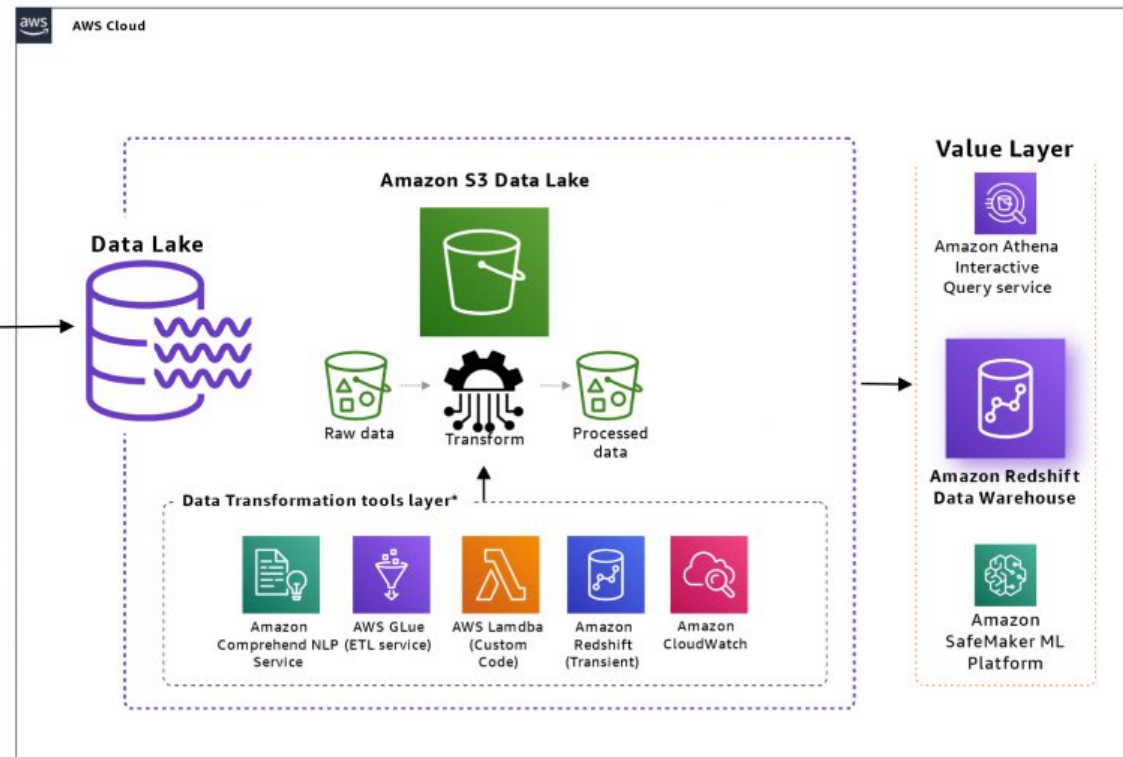 aws
AWS Cloud
Value Layer
Amazon S3 Data Lake
Amazon Athena
Interactive
Query service
Data Lake
Raw data
Transform
Processed
data
Amazon Redshift
Data Warehouse
Data Transformation tools layer*
Amazon
Comprehend NLP
Service
AWS GLue
(ETL service)
AWS Lamdba
(Custom
Code)
Amazon
Redshift
(Transient)
Amazon
CloudWatch
Amazon
SafeMaker ML
Platform